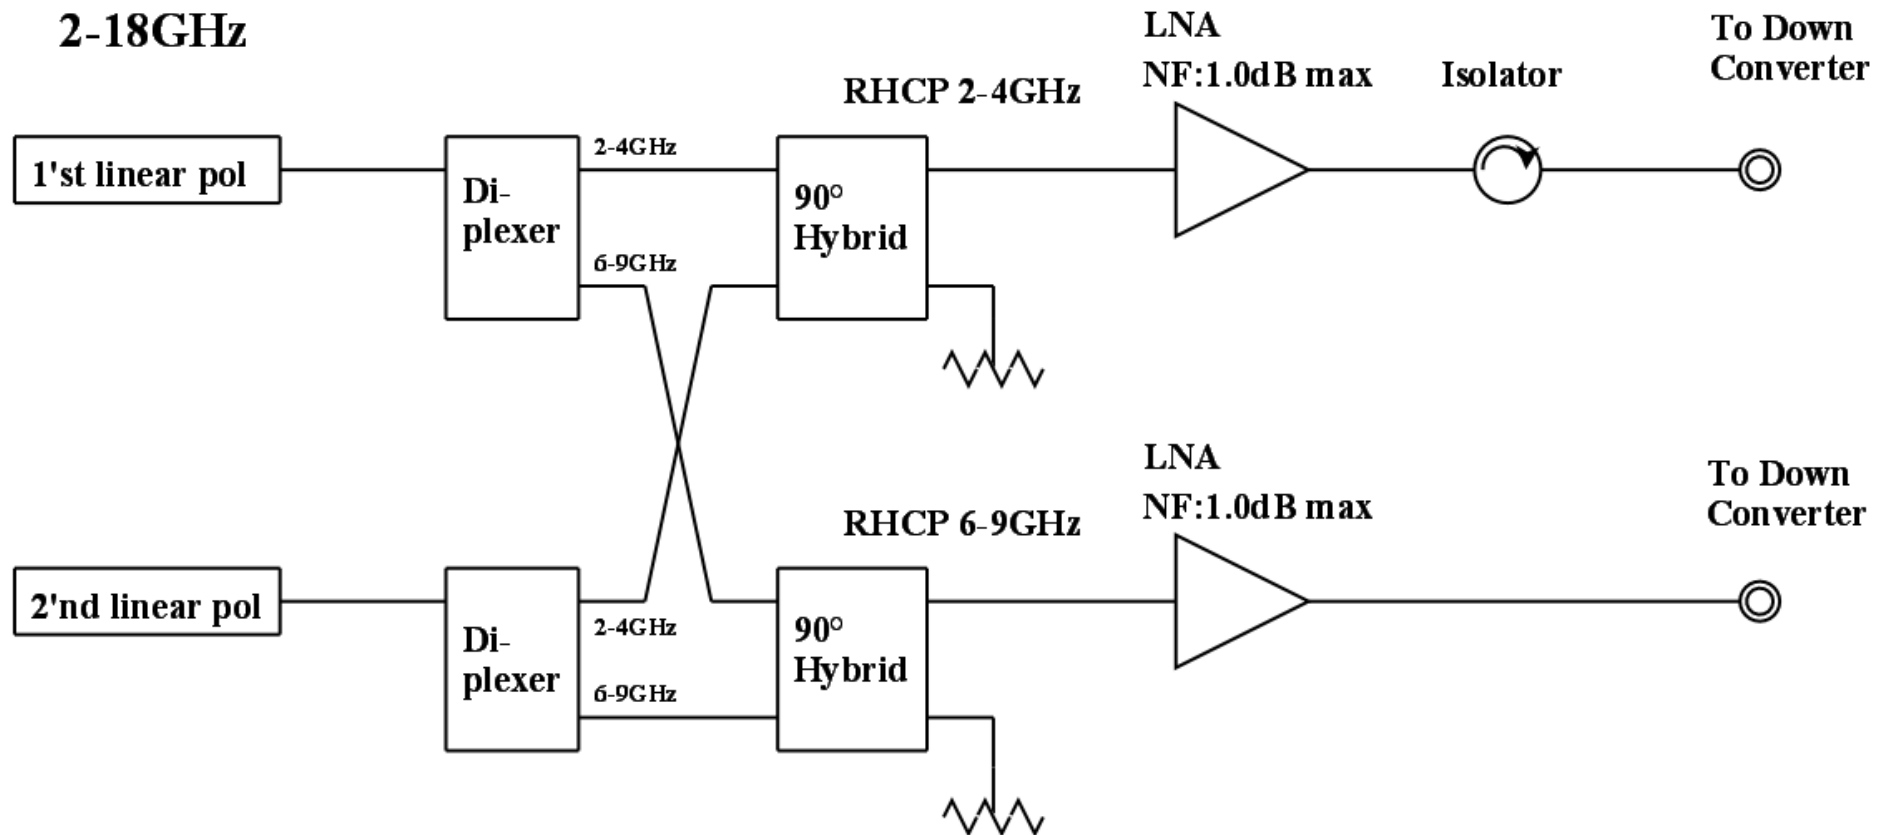 2-18GHz
LNA
NF:1.0dB max
Isolator
To Down
Converter
RHCP 2-4GHz
1'st linear pol
Di-
plexer
2-4GHz
6-9GHz
90°
Hybrid
LNA
NF:1.0dB max
To Down
Converter
RHCP 6-9GHz
2'nd linear pol
Di-
plexer
2-4GHz
6-9GHz
90°
Hybrid